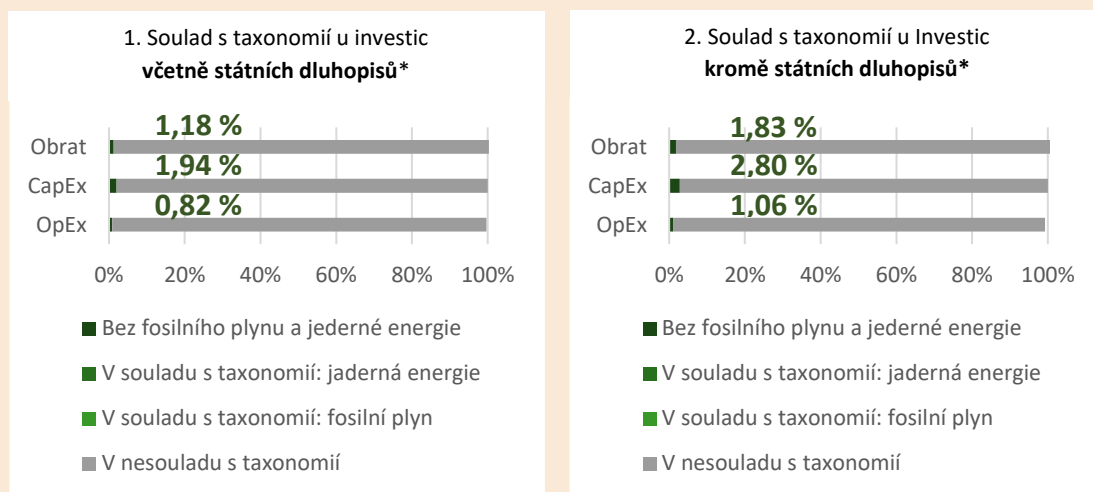 1. Soulad s taxonomií u investic
včetně státních dluhopisů*
Obrat
1,18 %
CapEx
1,94 %
OpEx
0,82 %
0% 20% 40% 60% 80% 100%
Bez fosilního plynu a jederné energie
V souladu s taxonomií: jaderná energie
V souladu s taxonomií: fosilní plyn
V nesouladu s taxonomií
2. Soulad s taxonomií u Investic
kromě státních dluhopisů*
Obrat
1,83 %
CapEx
2,80 %
OpEx
1,06 %
0% 20% 40% 60% 80% 100%
Bez fosilního plynu a jederné energie
V souladu s taxonomií: jaderná energie
V souladu s taxonomií: fosilní plyn
V nesouladu s taxonomií